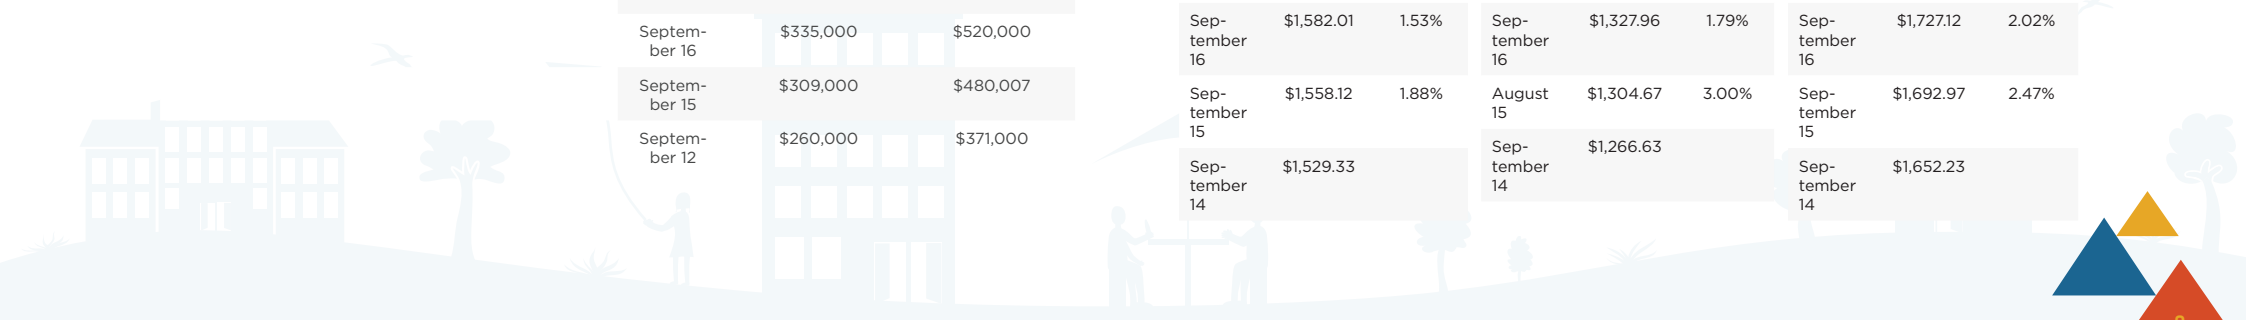 Septem-
ber 16
$335,000
$520,000
Septem-
ber 15
$309,000
$480,007
Septem-
ber 12
$260,000
$371,000
Sep-
tember
16
$1,582.01
1.53%
Sep-
tember
15
$1,558.12
1.88%
Sep-
tember
14
$1,529.33
Sep-
tember
16
$1,327.96
1.79%
August
15
$1,304.67
3.00%
Sep-
tember
14
$1,266.63
Sep-
tember
16
$1,727.12
2.02%
Sep-
tember
15
$1,692.97
2.47%
Sep-
tember
14
$1,652.23